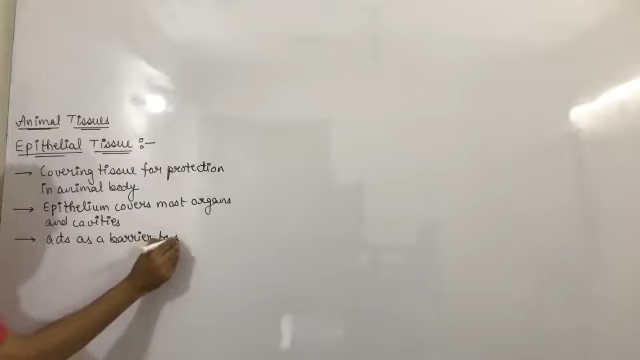 Animal Tissues
Epithelial Tissue :-
→ Covering tissue for protection
in animal body
→ Epithelium covers most organs
and cavities
→ acts as a barrier to